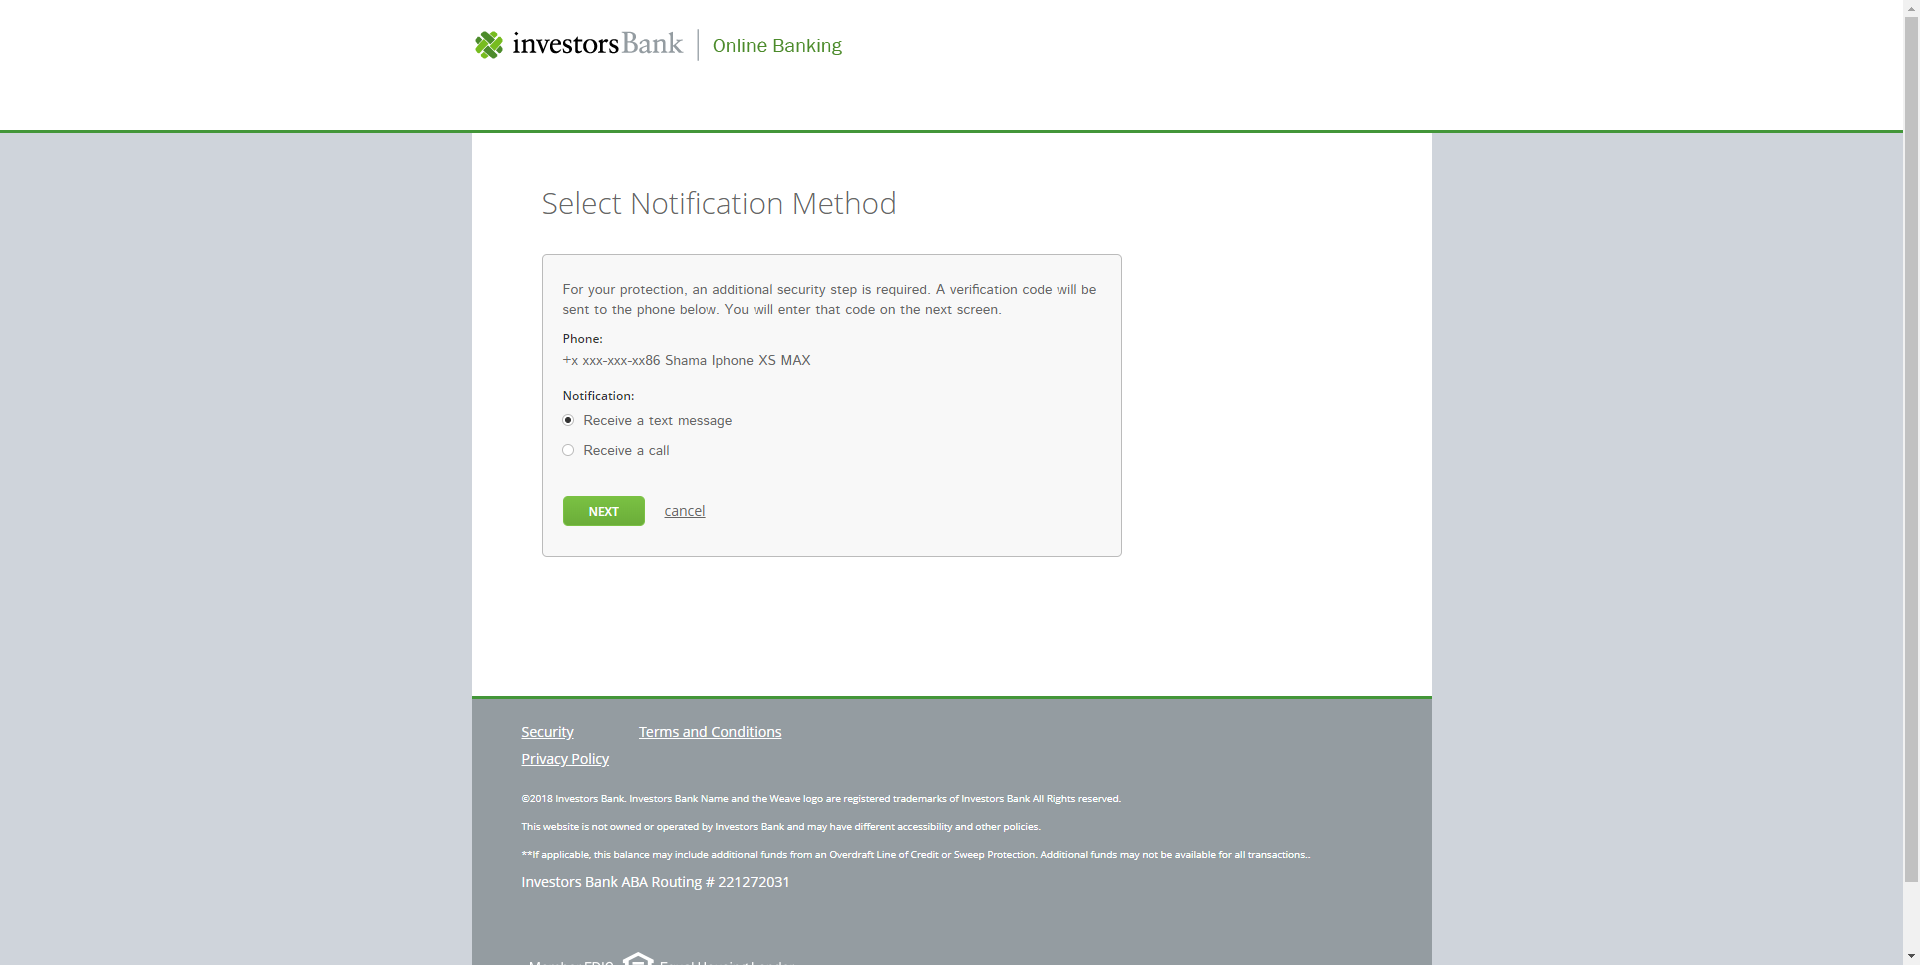 investorsBank | Online Banking
Select Notification Method
For your protection, an additional security step is required. A verification code will be
sent to the phone below. You will enter that code on the next screen.
Phone:
+x xxx-xxx-xx86 Shama Iphone XS MAX
Notification:
Receive a text message
Receive a call
NEXT cancel
Security Terms and Conditions
Privacy Policy
©2018 Investors Bank. Investors Bank Name and the Weave logo are registered trademarks of Investors Bank All Rights reserved.
This website is not owned or operated by Investors Bank and may have different accessibility and other policies.
**If applicable, this balance may include additional funds from an Overdraft Line of Credit or Sweep Protection. Additional funds may not be available for all transactions..
Investors Bank ABA Routing # 221272031
Member FDIC Equal Housing Lender